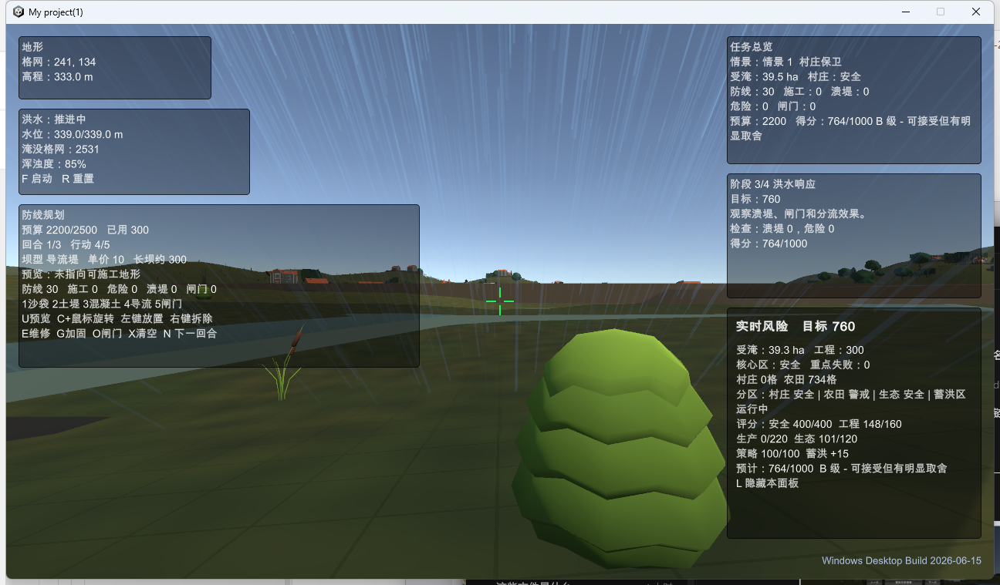 My project(1)
地形
格网：241, 134
高程：333.0 m
洪水：推进中
水位：339.0/339.0 m
淹没格网：2531
浑浊度：85%
F 启动 R 重置
防线规划
预算 2200/2500 已用 300
回合 1/3 行动 4/5
坝型 导流堤 单价 10 长坝约 300
预览：未指向可施工地形
防线 30 施工 0 危险 0 溃堤 0 闸门 0
1沙袋 2土堤 3混凝土 4导流 5闸门
U预览 C+鼠标旋转 左键放置 右键拆除
E维修 G加固 O闸门 X清空 N 下一回合
任务总览
情景：情景 1 村庄保卫
受淹：39.5 ha 村庄：安全
防线：30 施工：0 溃堤：0
危险：0 闸门：0
预算：2200 得分：764/1000 B 级 - 可接受但有明
显取舍
阶段 3/4 洪水响应
目标：760
观察溃堤、闸门和分流效果。
检查：溃堤 0，危险 0
得分：764/1000
实时风险 目标 760
受淹：39.3 ha 工程：300
核心区：安全 重点失败：0
村庄 0格 农田 734格
分区：村庄 安全 | 农田 警戒 | 生态 安全 | 蓄洪区
运行中
评分：安全 400/400 工程 148/160
生产 0/220 生态 101/120
策略 100/100 蓄洪 +15
预计：764/1000 B 级 - 可接受但有明显取舍
L 隐藏本面板
Windows Desktop Build 2026-06-15